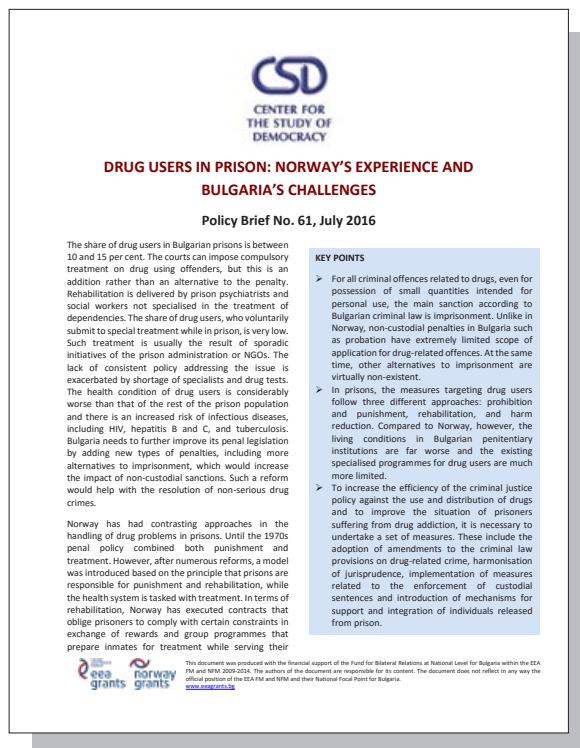 CSD
CENTER FOR
THE STUDY OF
DEMOCRACY
DRUG USERS IN PRISON: NORWAY'S EXPERIENCE AND
BULGARIA'S CHALLENGES
Policy Brief No. 61, July 2016
The share of drug users in Bulgarian prisons is between
10 and 15 per cent. The courts can impose compulsory
treatment on drug using offenders, but this is an
addition rather than an alternative to the penalty.
Rehabilitation is delivered by prison psychiatrists and
social workers not specialised in the treatment of
dependencies. The share of drug users, who voluntarily
submit to special treatment while in prison, is very low.
Such treatment is usually the result of sporadic
initiatives of the prison administration or NGOs. The
lack of consistent policy addressing the issue is
exacerbated by shortage of specialists and drug tests.
The health condition of drug users is considerably
worse than that of the rest of the prison population
and there is an increased risk of infectious diseases,
including HIV, hepatitis B and C, and tuberculosis.
Bulgaria needs to further improve its penal legislation
by adding new types of penalties, including more
alternatives to imprisonment, which would increase
the impact of non-custodial sanctions. Such a reform
would help with the resolution of non-serious drug
crimes.
Norway has had contrasting approaches in the
handling of drug problems in prisons. Until the 1970s
penal policy combined both punishment and
treatment. However, after numerous reforms, a model
was introduced based on the principle that prisons are
responsible for punishment and rehabilitation, while
the health system is tasked with treatment. In terms of
rehabilitation, Norway has executed contracts that
oblige prisoners to comply with certain constraints in
exchange of rewards and group programmes that
prepare inmates for treatment while serving their
KEY POINTS
➢ For all criminal offences related to drugs, even for
possession of small quantities intended for
personal use, the main sanction according to
Bulgarian criminal law is imprisonment. Unlike in
Norway, non-custodial penalties in Bulgaria such
as probation have extremely limited scope of
application for drug-related offences. At the same
time, other alternatives to imprisonment are
virtually non-existent.
➢ In prisons, the measures targeting drug users
follow three different approaches: prohibition
and punishment, rehabilitation, and harm
reduction. Compared to Norway, however, the
living conditions in Bulgarian penitentiary
institutions are far worse and the existing
specialised programmes for drug users are much
more limited.
➢ To increase the efficiency of the criminal justice
policy against the use and distribution of drugs
and to improve the situation of prisoners
suffering from drug addiction, it is necessary to
undertake a set of measures. These include the
adoption of amendments to the criminal law
provisions on drug-related crime, harmonisation
of jurisprudence, implementation of measures
related to the enforcement of custodial
sentences and introduction of mechanisms for
support and integration of individuals released
from prison.
eea
grants
norway
grants
This document was produced with the financial support of the Fund for Bilateral Relations at National Level for Bulgaria within the EEA
FM and NFM 2009-2014. The authors of the document are responsible for its content. The document does not reflect in any way the
official position of the EEA FM and NFM and their National Focal Point for Bulgaria.
www.eeagrants.bg